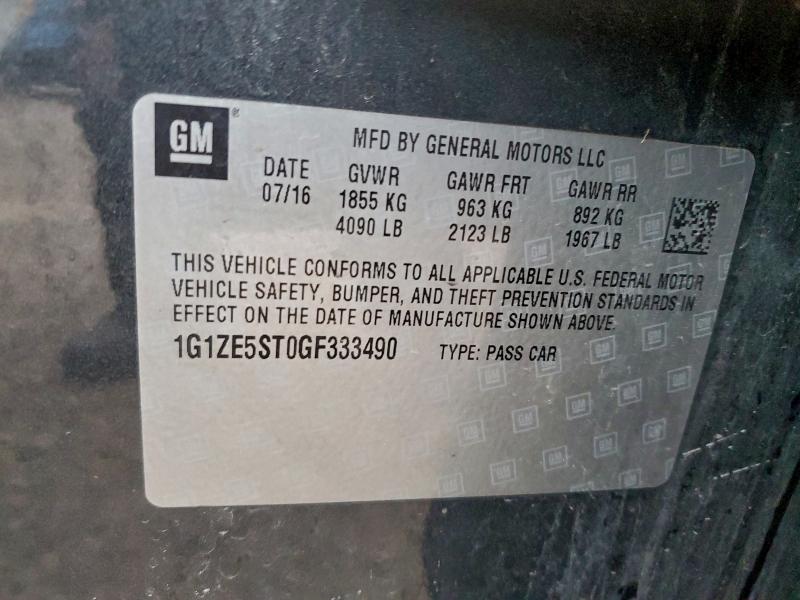 GM®
MFD BY GENERAL MOTORS LLC
DATE GVWR GAWR FRT GAWR RR
07/16 1855 KG 963 KG 892 KG
4090 LB 2123 LB 1967 LB
THIS VEHICLE CONFORMS TO ALL APPLICABLE U.S. FEDERAL MOTOR
VEHICLE SAFETY, BUMPER, AND THEFT PREVENTION STANDARDS IN
EFFECT ON THE DATE OF MANUFACTURE SHOWN ABOVE.
1G1ZE5ST0GF333490 TYPE: PASS CAR